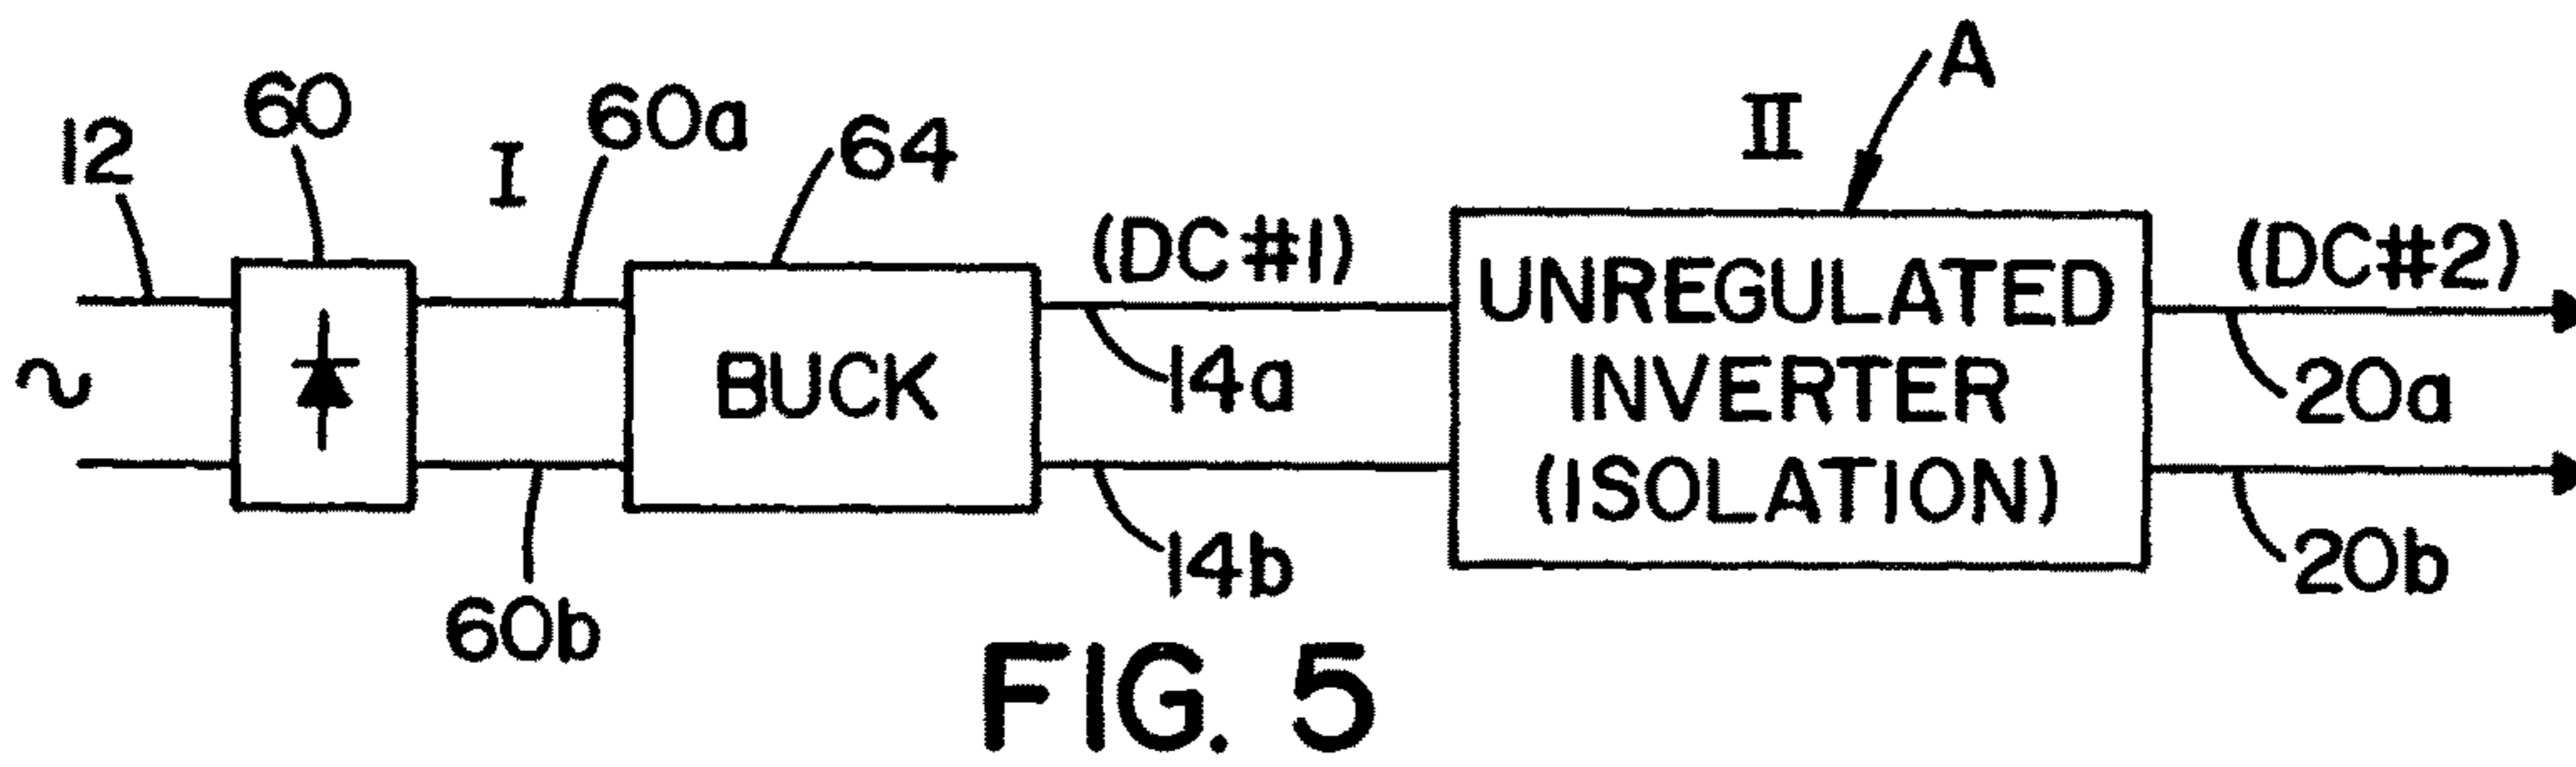 12
60
I
60a
64
BUCK
60b
(DC#1)
14a
14b
II
A
UNREGULATED
INVERTER
(ISOLATION)
(DC#2)
20a
20b
FIG. 5